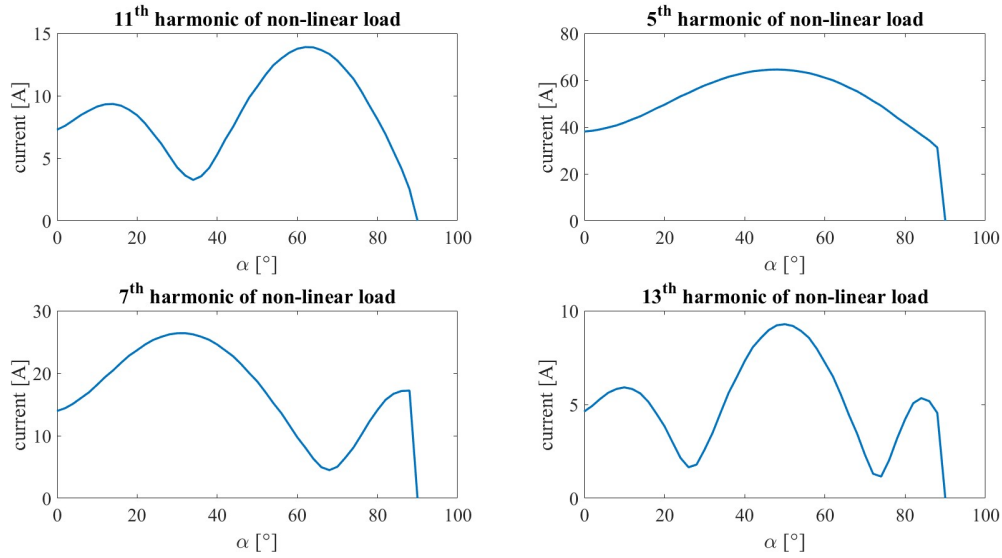 11th harmonic of non-linear load
15
10
5
0
current [A]
0 20 40 60 80 100
α [°]
5th harmonic of non-linear load
80
60
40
20
0
current [A]
0 20 40 60 80 100
α [°]
7th harmonic of non-linear load
30
20
10
0
current [A]
0 20 40 60 80 100
α [°]
13th harmonic of non-linear load
10
5
0
current [A]
0 20 40 60 80 100
α [°]